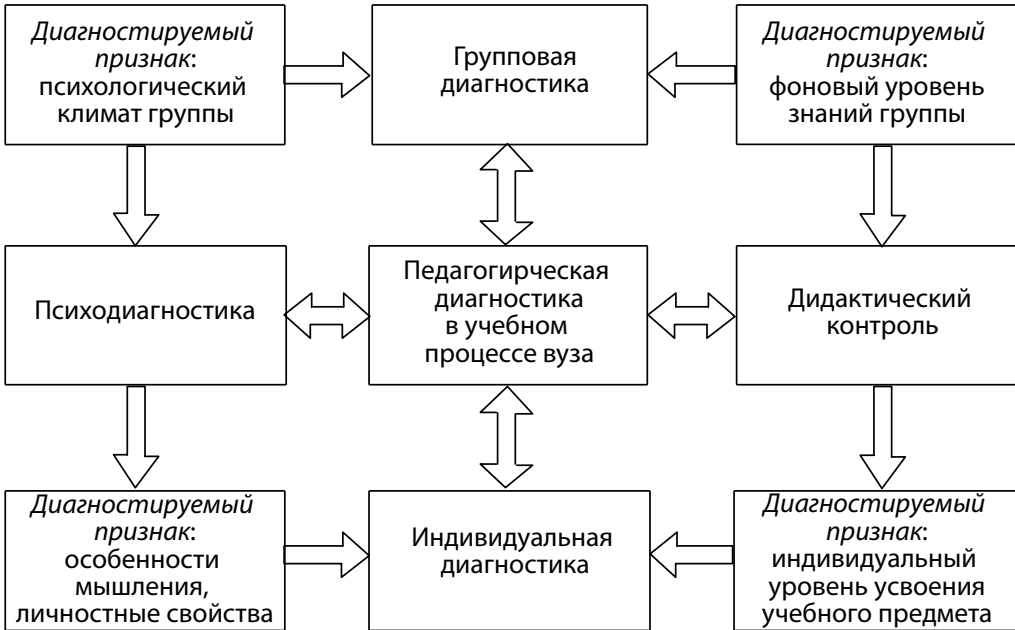 Диагностируемый
признак:
психологический
климат группы
Групповая
диагностика
Диагностируемый
признак:
фоновый уровень
знаний группы
Психодиагностика
Педагогирческая
диагностика
в учебном
процессе вуза
Дидактический
контроль
Диагностируемый
признак:
особенности
мышления,
личностные свойства
Индивидуальная
диагностика
Диагностируемый
признак:
индивидуальный
уровень усвоения
учебного предмета